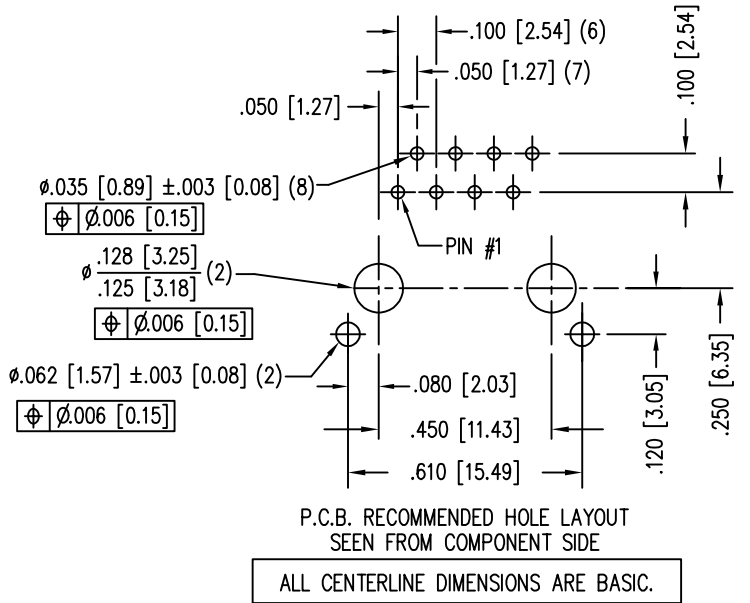 .100 [2.54] (6)
.050 [1.27] (7)
.050 [1.27]
.100 [2.54]
ø.035 [0.89] ±.003 [0.08] (8)
⌖ Ø.006 [0.15]
PIN #1
ø .128 [3.25]
.125 [3.18] (2)
⌖ Ø.006 [0.15]
ø.062 [1.57] ±.003 [0.08] (2)
⌖ Ø.006 [0.15]
.080 [2.03]
.450 [11.43]
.610 [15.49]
.120 [3.05]
.250 [6.35]
P.C.B. RECOMMENDED HOLE LAYOUT
SEEN FROM COMPONENT SIDE
ALL CENTERLINE DIMENSIONS ARE BASIC.